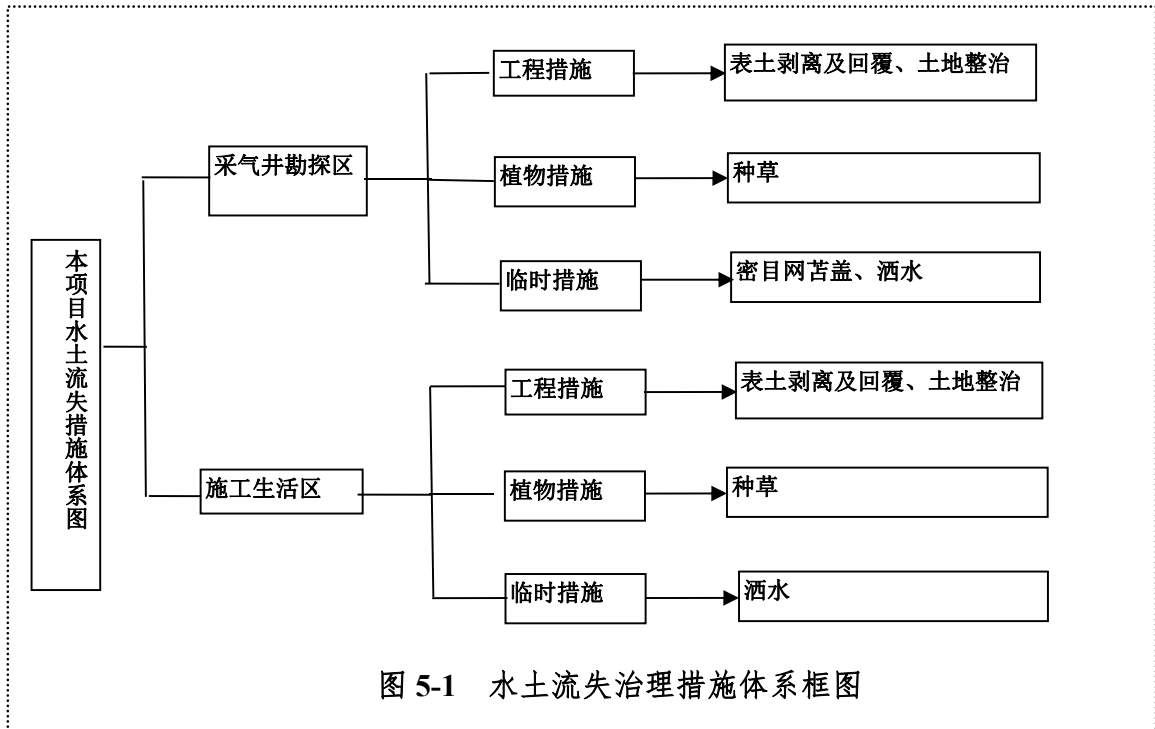 工程措施
表土剥离及回覆、土地整治
采气井勘探区
植物措施
种草
临时措施
密目网苫盖、洒水
本项目水土流失措施体系图
工程措施
表土剥离及回覆、土地整治
施工生活区
植物措施
种草
临时措施
洒水
图 5-1 水土流失治理措施体系框图